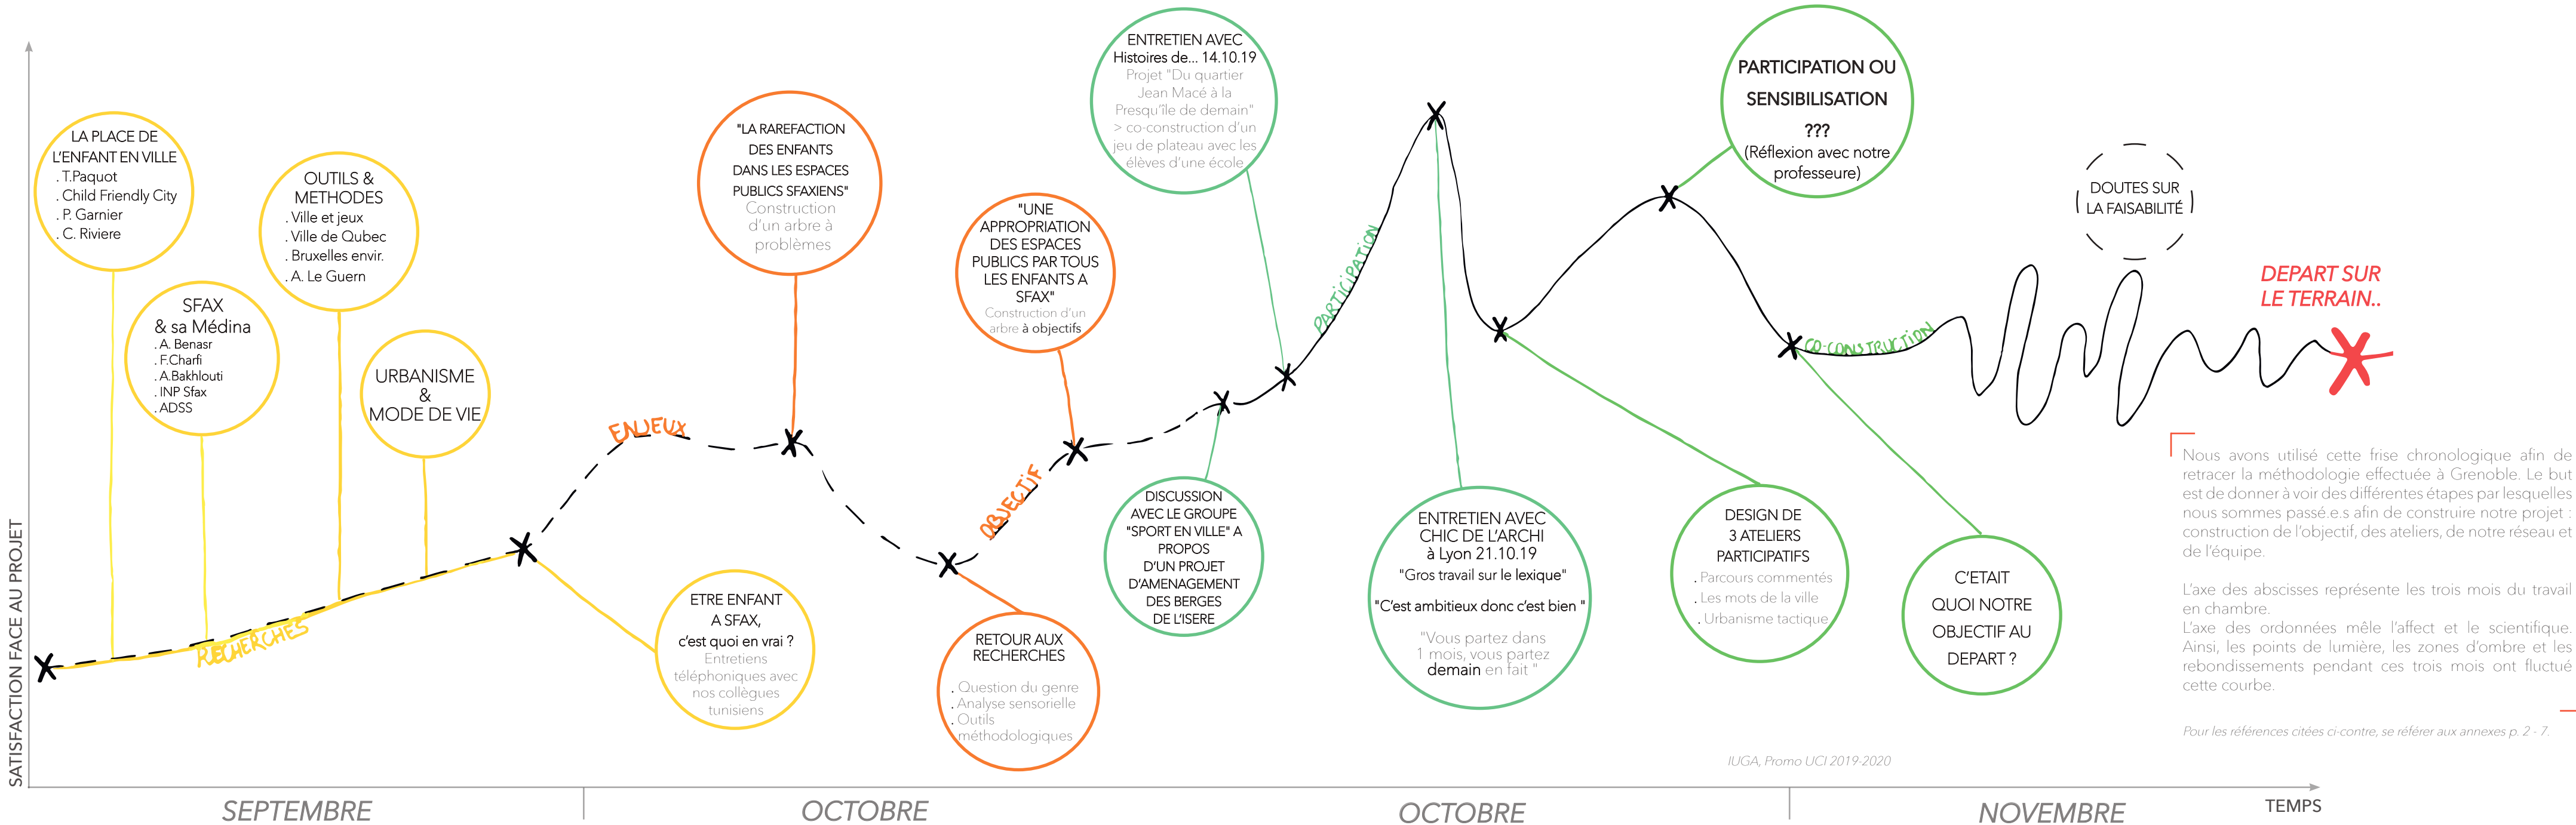 SATISFACTION FACE AU PROJET
LA PLACE DE
L'ENFANT EN VILLE
. T.Paquot
. Child Friendly City
. P. Garnier
. C. Riviere
SFAX
& sa Médina
. A. Benasr
. F.Charfi
. A.Bakhlouti
. INP Sfax
. ADSS
OUTILS &
METHODES
. Ville et jeux
. Ville de Qubec
. Bruxelles envir.
. A. Le Guern
URBANISME
&
MODE DE VIE
RECHERCHES
ETRE ENFANT
A SFAX,
c'est quoi en vrai ?
Entretiens
téléphoniques avec
nos collègues
tunisiens
ENJEUX
"LA RAREFACTION
DES ENFANTS
DANS LES ESPACES
PUBLICS SFAXIENS"
Construction
d'un arbre à
problèmes
RETOUR AUX
RECHERCHES
. Question du genre
. Analyse sensorielle
. Outils
méthodologiques
OBJECTIF
"UNE
APPROPRIATION
DES ESPACES
PUBLICS PAR TOUS
LES ENFANTS A
SFAX"
Construction d'un
arbre à objectifs
DISCUSSION
AVEC LE GROUPE
"SPORT EN VILLE" A
PROPOS
D'UN PROJET
D'AMENAGEMENT
DES BERGES
DE L'ISERE
ENTRETIEN AVEC
Histoires de... 14.10.19
Projet "Du quartier
Jean Macé à la
Presqu'île de demain"
> co-construction d'un
jeu de plateau avec les
élèves d'une école
PARTICIPATION
ENTRETIEN AVEC
CHIC DE L'ARCHI
à Lyon 21.10.19
"Gros travail sur le lexique"
"C'est ambitieux donc c'est bien "
"Vous partez dans
1 mois, vous partez
demain en fait "
DESIGN DE
3 ATELIERS
PARTICIPATIFS
. Parcours commentés
. Les mots de la ville
. Urbanisme tactique
PARTICIPATION OU
SENSIBILISATION
???
(Réflexion avec notre
professeure)
C'ETAIT
QUOI NOTRE
OBJECTIF AU
DEPART ?
CO-CONSTRUCTION
DOUTES SUR
LA FAISABILITÉ
DEPART SUR
LE TERRAIN..
Nous avons utilisé cette frise chronologique afin de
retracer la méthodologie effectuée à Grenoble. Le but
est de donner à voir des différentes étapes par lesquelles
nous sommes passé.e.s afin de construire notre projet :
construction de l'objectif, des ateliers, de notre réseau et
de l'équipe.
L'axe des abscisses représente les trois mois du travail
en chambre.
L'axe des ordonnées mêle l'affect et le scientifique.
Ainsi, les points de lumière, les zones d'ombre et les
rebondissements pendant ces trois mois ont fluctué
cette courbe.
Pour les références citées ci-contre, se référer aux annexes p. 2 - 7.
IUGA, Promo UCI 2019-2020
SEPTEMBRE
OCTOBRE
OCTOBRE
NOVEMBRE
TEMPS